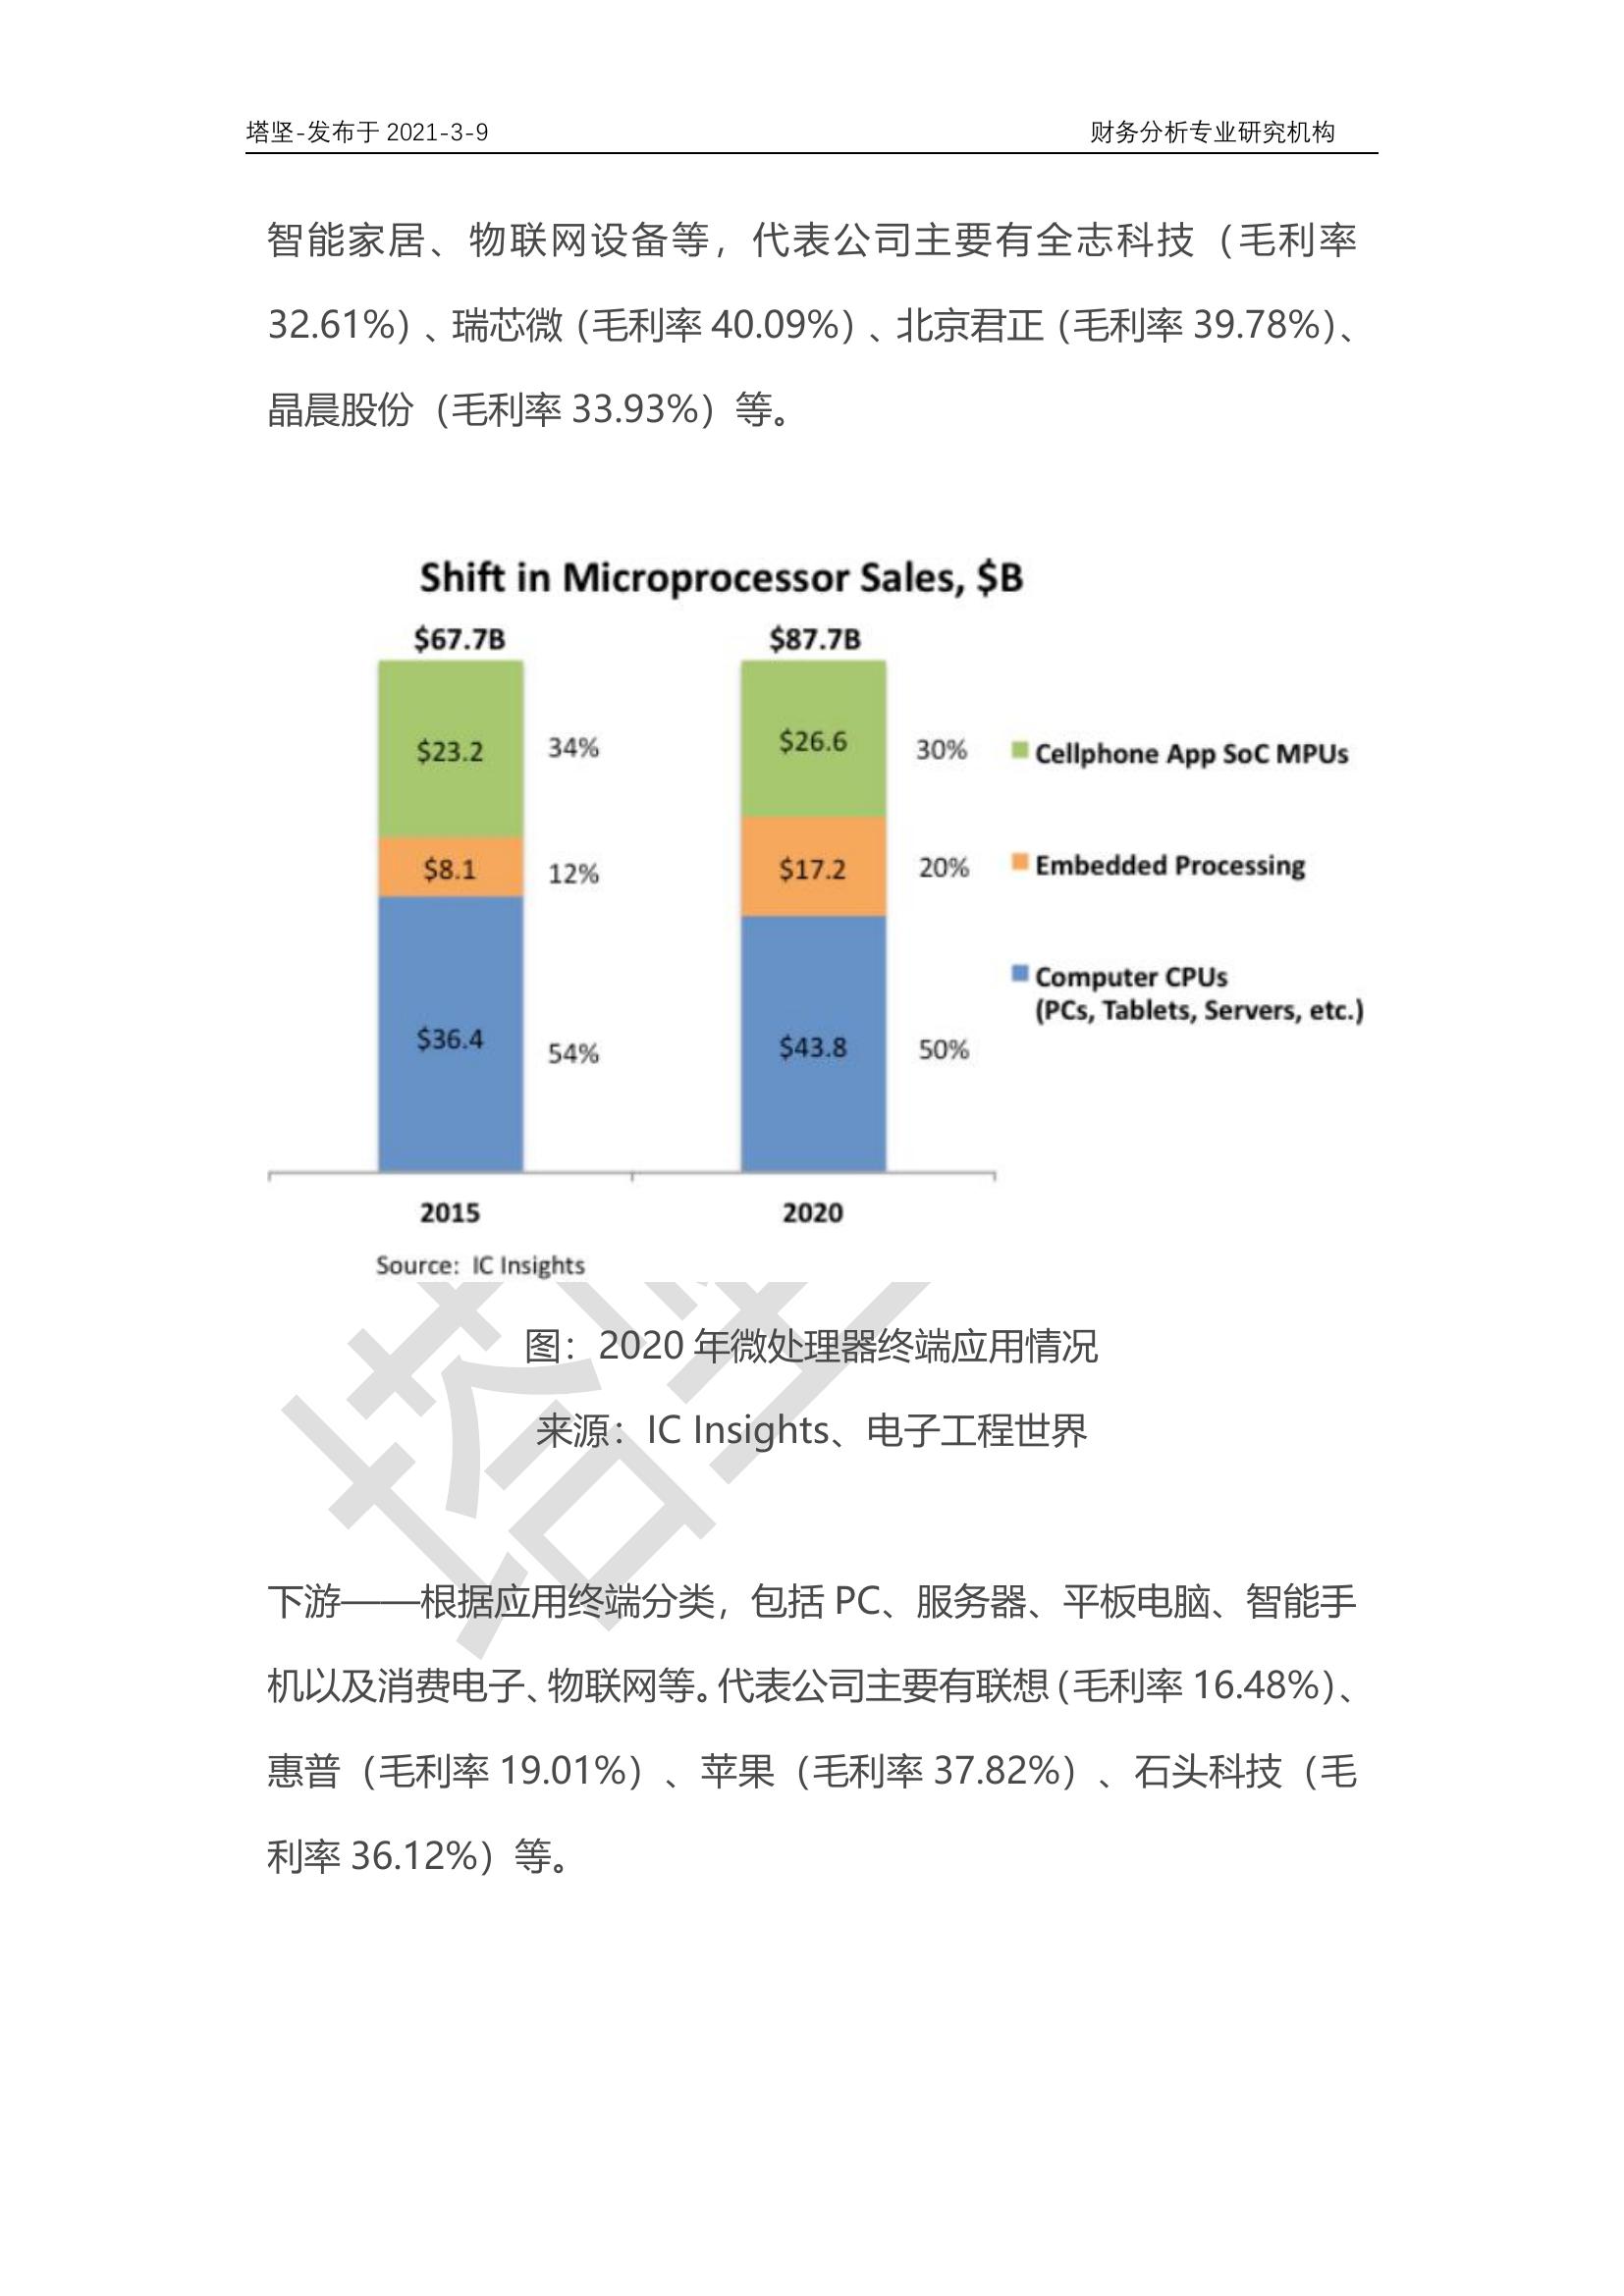 塔坚-发布于 2021-3-9 财务分析专业研究机构
智能家居、物联网设备等，代表公司主要有全志科技（毛利率
32.61%）、瑞芯微（毛利率 40.09%）、北京君正（毛利率 39.78%）、
晶晨股份（毛利率 33.93%）等。
Shift in Microprocessor Sales, $B
$67.7B $87.7B
$23.2 34% $26.6 30% Cellphone App SoC MPUs
$8.1 12% $17.2 20% Embedded Processing
Computer CPUs
(PCs, Tablets, Servers, etc.)
$36.4 54% $43.8 50%
2015 2020
Source: IC Insights
图：2020 年微处理器终端应用情况
来源：IC Insights、电子工程世界
下游——根据应用终端分类，包括 PC、服务器、平板电脑、智能手
机以及消费电子、物联网等。代表公司主要有联想（毛利率 16.48%）、
惠普（毛利率 19.01%）、苹果（毛利率 37.82%）、石头科技（毛
利率 36.12%）等。
塔坚